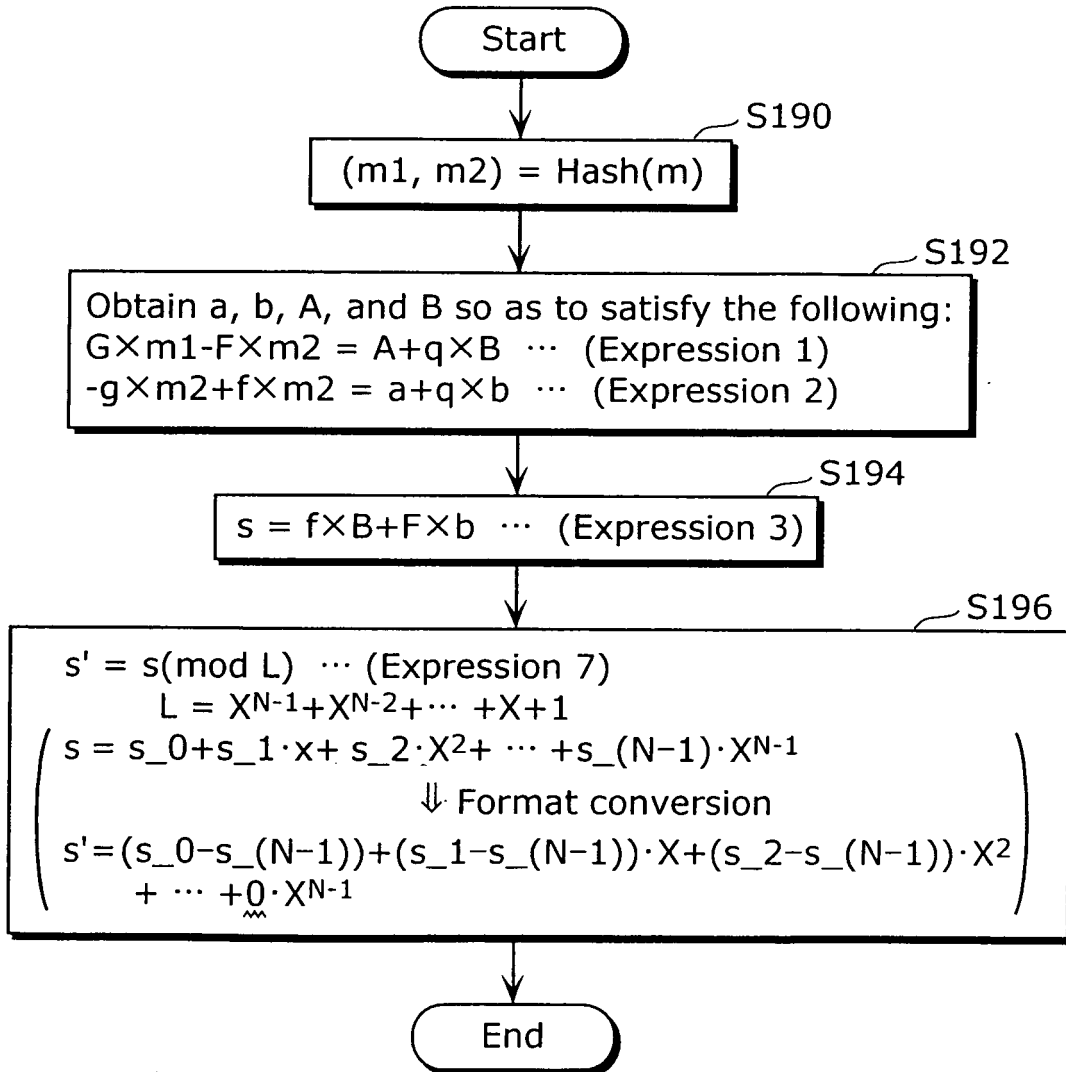 Start
S190
(m1, m2) = Hash(m)
S192
Obtain a, b, A, and B so as to satisfy the following:
G×m1-F×m2 = A+q×B ··· (Expression 1)
-g×m2+f×m2 = a+q×b ··· (Expression 2)
S194
s = f×B+F×b ··· (Expression 3)
S196
s' = s(mod L) ··· (Expression 7)
L = X^{N-1}+X^{N-2}+··· +X+1
s = s_0+s_1·x+ s_2·X^2+ ··· +s_(N−1)·X^{N-1}
⇓ Format conversion
s'=(s_0−s_(N−1))+(s_1−s_(N−1))·X+(s_2−s_(N−1))·X^2
+ ··· +0·X^{N-1}
End